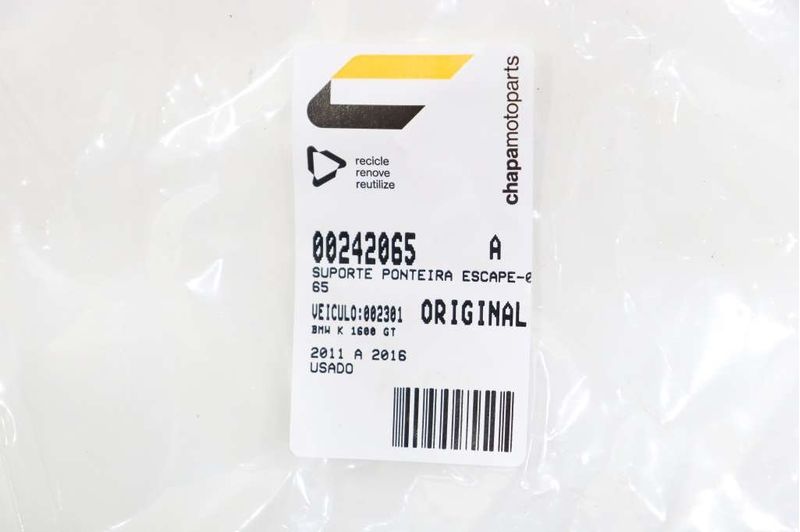 chapamotoparts
recicle
renove
reutilize
00242065 A
SUPORTE PONTEIRA ESCAPE-0
65
VEICULO:002301 ORIGINAL
BMW K 1600 GT
2011 A 2016
USADO